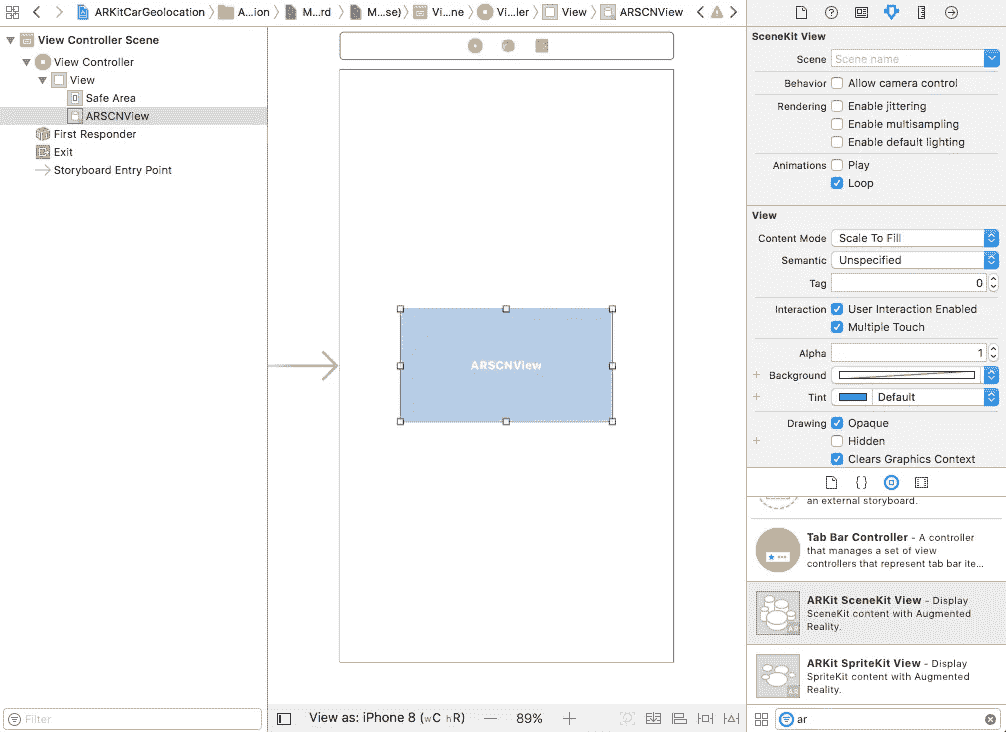 ARKitCarGeolocation
A...ion
M...rd
M...se)
Vi...ne
Vi...ler
View
ARSCNView
View Controller Scene
View Controller
View
Safe Area
ARSCNView
First Responder
Exit
Storyboard Entry Point
Filter
ARSCNView
View as: iPhone 8 (wC hR)
89%
SceneKit View
Scene Scene name
Behavior Allow camera control
Rendering Enable jittering
Enable multisampling
Enable default lighting
Animations Play
Loop
View
Content Mode Scale To Fill
Semantic Unspecified
Tag 0
Interaction User Interaction Enabled
Multiple Touch
Alpha 1
Background
Tint Default
Drawing Opaque
Hidden
Clears Graphics Context
an external storyboard.
Tab Bar Controller - A controller
that manages a set of view
controllers that represent tab bar ite...
ARKit SceneKit View - Display
SceneKit content with Augmented
Reality.
ARKit SpriteKit View - Display
SpriteKit content with Augmented
Reality.
ar